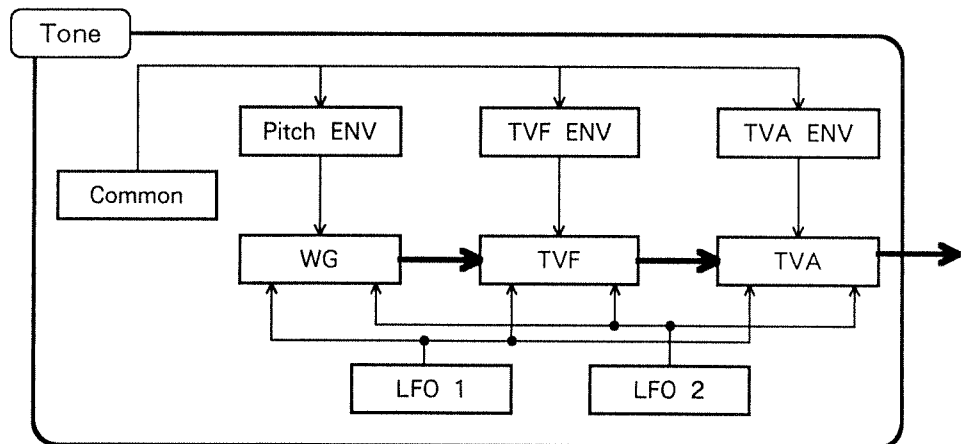 Tone
Pitch ENV
TVF ENV
TVA ENV
Common
WG
TVF
TVA
LFO 1
LFO 2